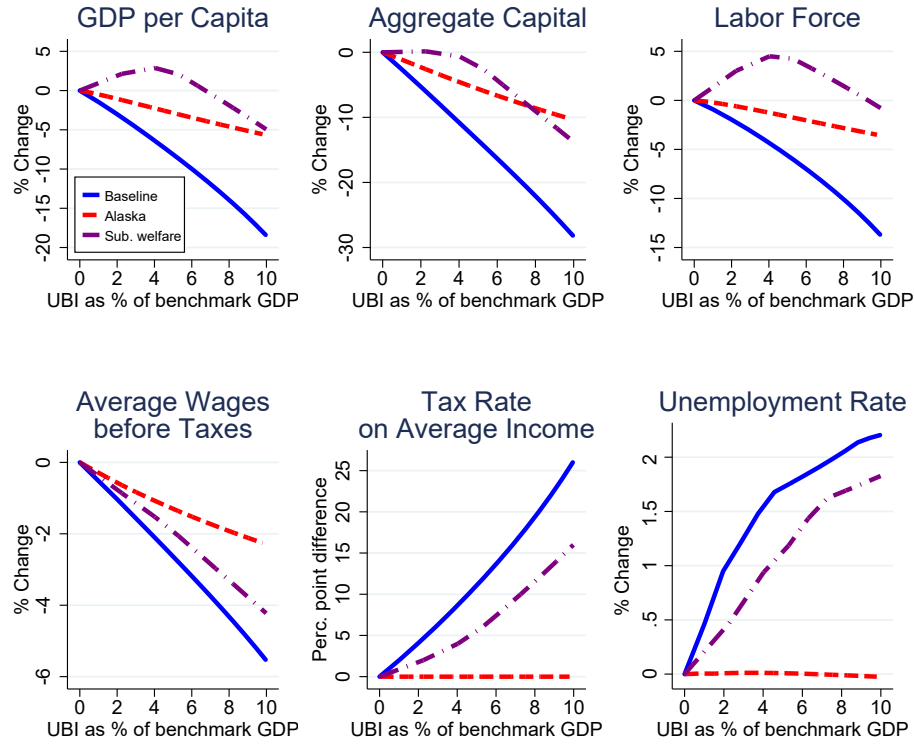 GDP per Capita
5
0
-5
-10
-15
-20
% Change
Baseline
Alaska
Sub. welfare
0 2 4 6 8 10
UBI as % of benchmark GDP
Aggregate Capital
0
-10
-20
-30
% Change
0 2 4 6 8 10
UBI as % of benchmark GDP
Labor Force
5
0
-5
-10
-15
% Change
0 2 4 6 8 10
UBI as % of benchmark GDP
Average Wages
before Taxes
0
-2
-4
-6
% Change
0 2 4 6 8 10
UBI as % of benchmark GDP
Tax Rate
on Average Income
25
20
15
10
5
0
Perc. point difference
0 2 4 6 8 10
UBI as % of benchmark GDP
Unemployment Rate
2
1.5
1
.5
0
% Change
0 2 4 6 8 10
UBI as % of benchmark GDP